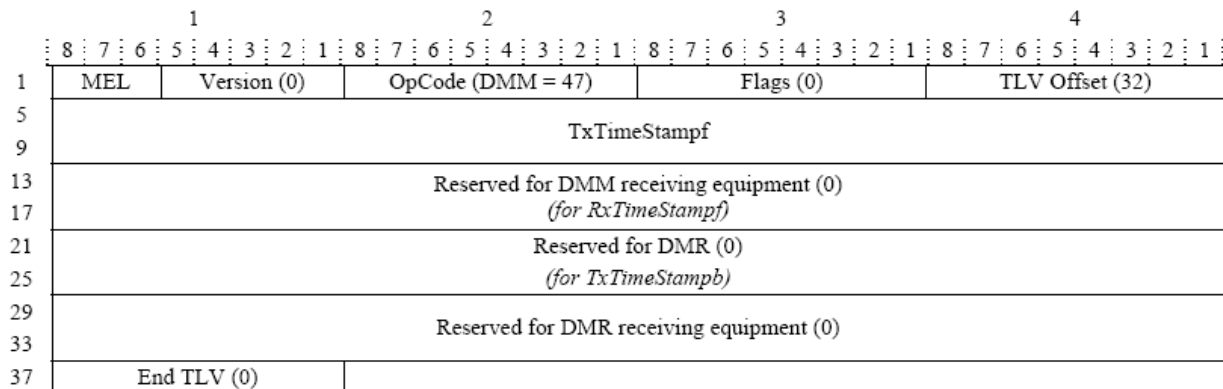 1 2 3 4
8 7 6 5 4 3 2 1 8 7 6 5 4 3 2 1 8 7 6 5 4 3 2 1 8 7 6 5 4 3 2 1
1 MEL Version (0) OpCode (DMM = 47) Flags (0) TLV Offset (32)
5
TxTimeStampf
9
13
Reserved for DMM receiving equipment (0)
17 (for RxTimeStampf)
21 Reserved for DMR (0)
25 (for TxTimeStampb)
29
Reserved for DMR receiving equipment (0)
33
37 End TLV (0)